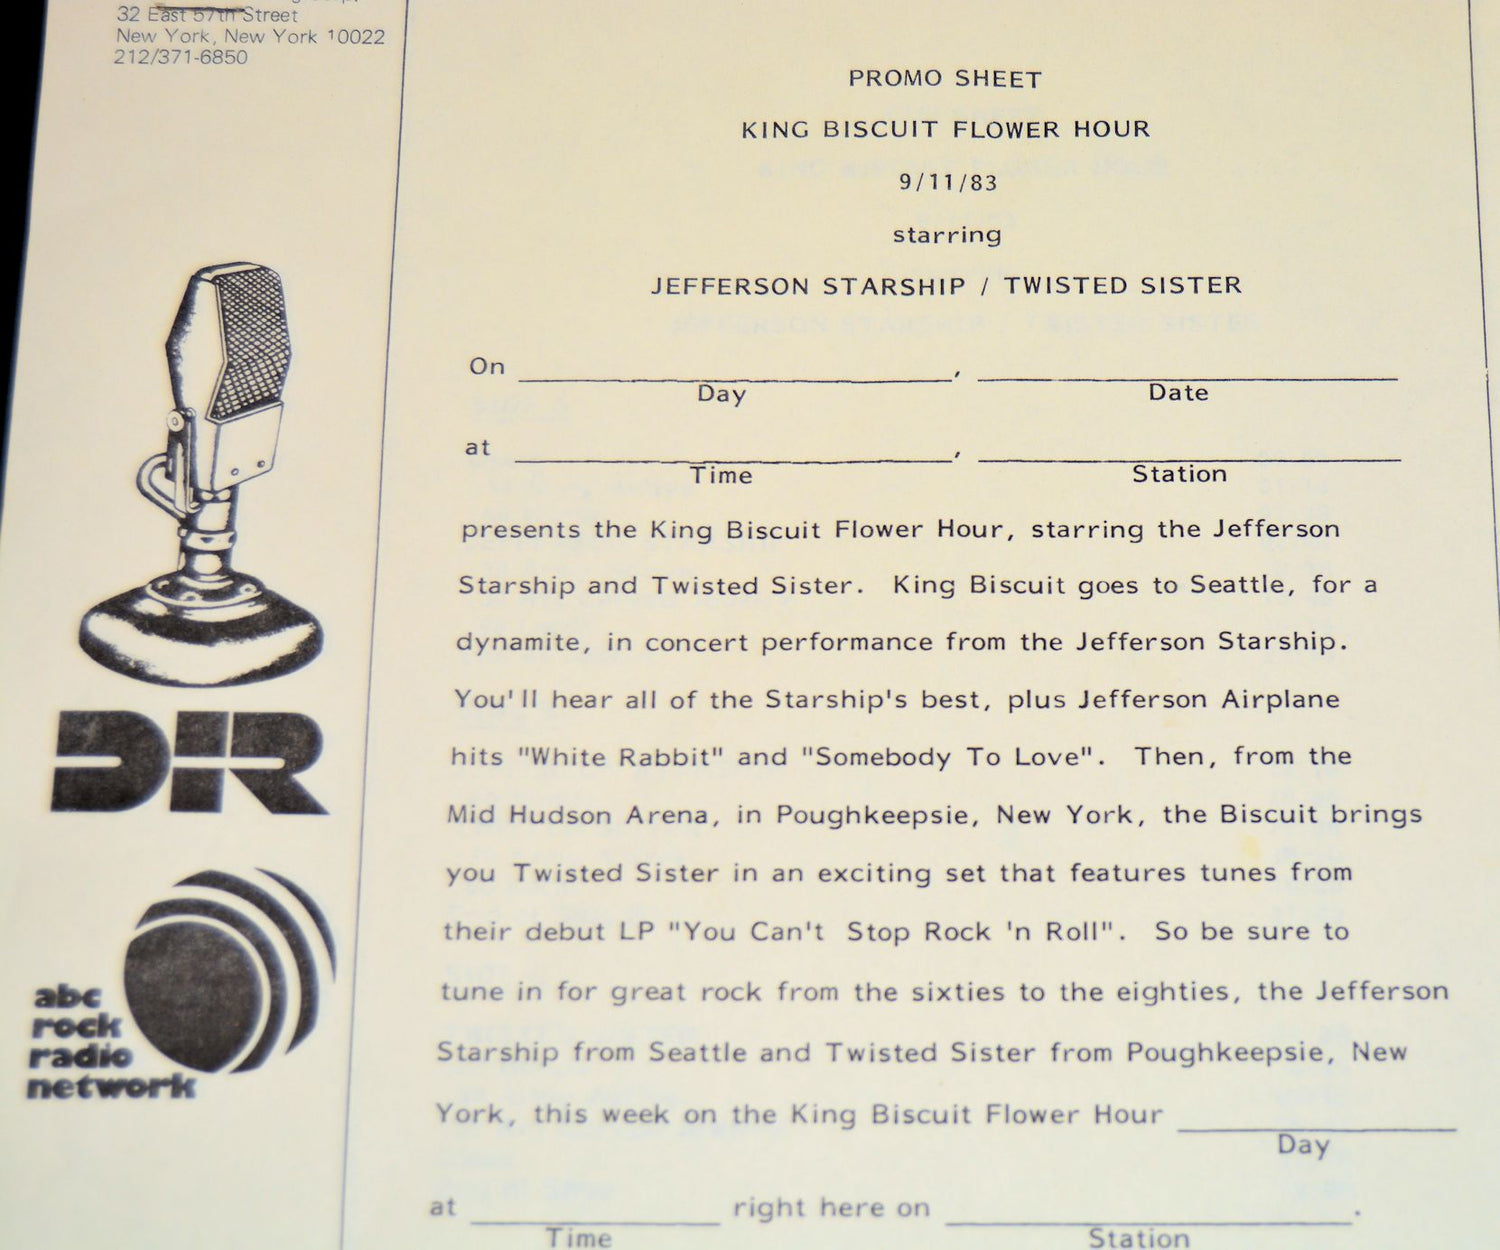 32 East 57th Street
New York, New York 10022
212/371-6850
PROMO SHEET
KING BISCUIT FLOWER HOUR
9/11/83
starring
JEFFERSON STARSHIP / TWISTED SISTER
On ____________, ____________
Day Date
at ____________, ____________
Time Station
presents the King Biscuit Flower Hour, starring the Jefferson
Starship and Twisted Sister. King Biscuit goes to Seattle, for a
dynamite, in concert performance from the Jefferson Starship.
You'll hear all of the Starship's best, plus Jefferson Airplane
hits "White Rabbit" and "Somebody To Love". Then, from the
Mid Hudson Arena, in Poughkeepsie, New York, the Biscuit brings
you Twisted Sister in an exciting set that features tunes from
their debut LP "You Can't Stop Rock 'n Roll". So be sure to
tune in for great rock from the sixties to the eighties, the Jefferson
Starship from Seattle and Twisted Sister from Poughkeepsie, New
York, this week on the King Biscuit Flower Hour ____________
Day
at ____________ right here on ____________.
Time Station
DIR
abc
rock
radio
network